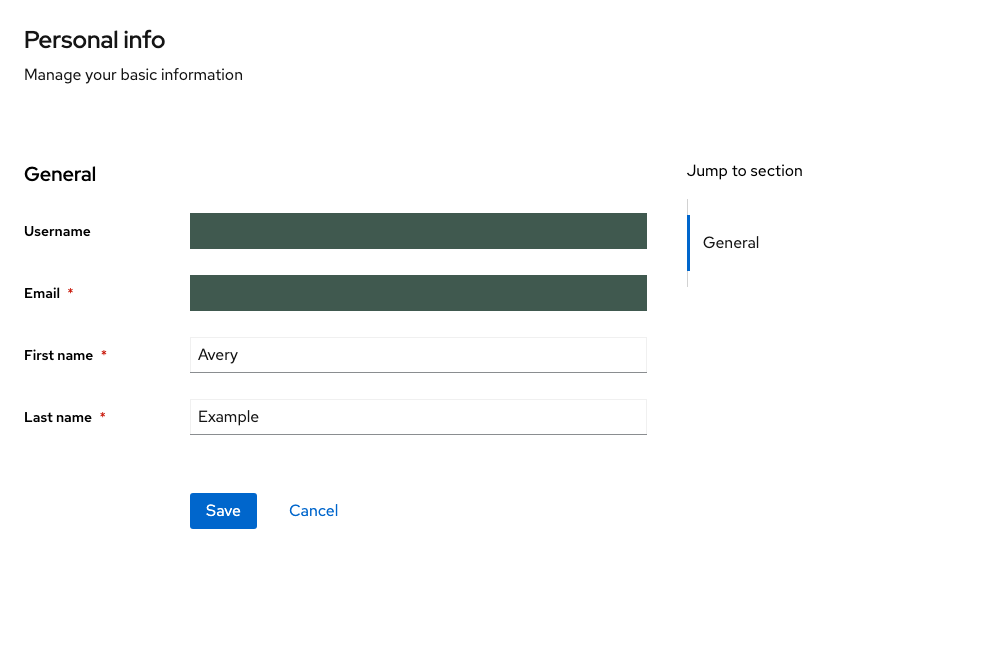 Personal info
Manage your basic information
General
Jump to section
Username
General
Email *
First name * Avery
Last name * Example
Save Cancel